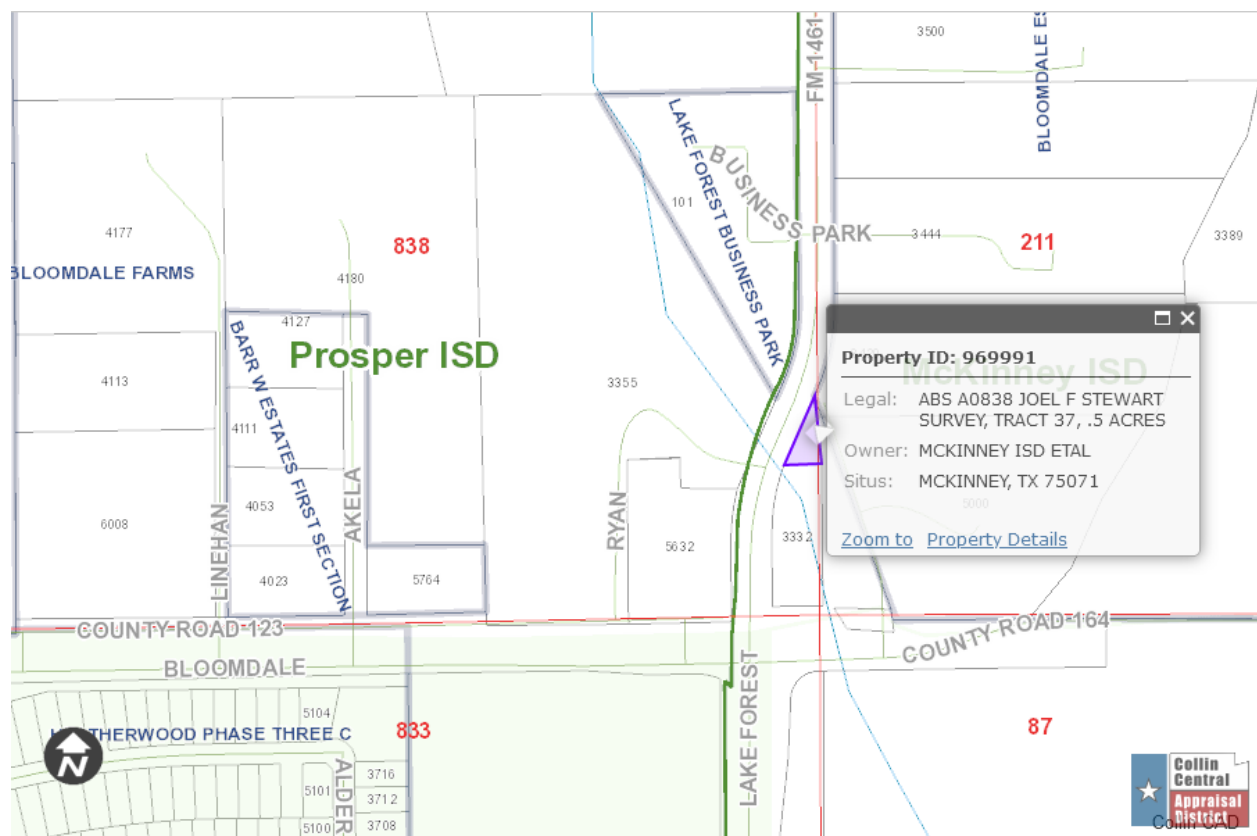 3500
BLOOMDALE ES
FM-1461
LAKE FOREST BUSINESS PARK
BUSINESS PARK
101
4177
838
3444
211
3389
BLOOMDALE FARMS
4180
4127
BARR W ESTATES FIRST SECTION
Prosper ISD
McKinney ISD
Property ID: 969991
Legal: ABS A0838 JOEL F STEWART
SURVEY, TRACT 37, .5 ACRES
Owner: MCKINNEY ISD ETAL
Situs: MCKINNEY, TX 75071
Zoom to Property Details
4113
3355
4111
4053
6008
AKELA
LINEHAN
RYAN
5000
5632
3332
4023
5764
COUNTY ROAD 123
COUNTY ROAD 164
BLOOMDALE
LAKE FOREST
5104
THERWOOD PHASE THREE C
833
87
N
ALDER
3716
5101
3712
5100
3708
Collin
Central
Appraisal
District
Collin CAD